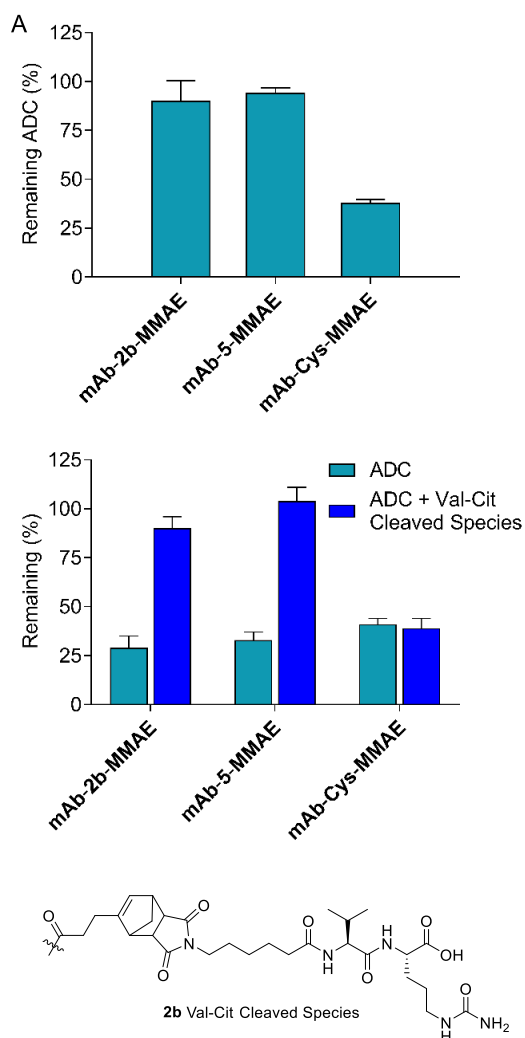 A
Remaining ADC (%)
125
100
75
50
25
0
mAb-2b-MMAE
mAb-5-MMAE
mAb-Cys-MMAE
Remaining (%)
125
100
75
50
25
0
ADC
ADC + Val-Cit
Cleaved Species
mAb-2b-MMAE
mAb-5-MMAE
mAb-Cys-MMAE
O
O
N
O
O
N
H
O
H
N
O
OH
N
H
O
NH2
2b Val-Cit Cleaved Species